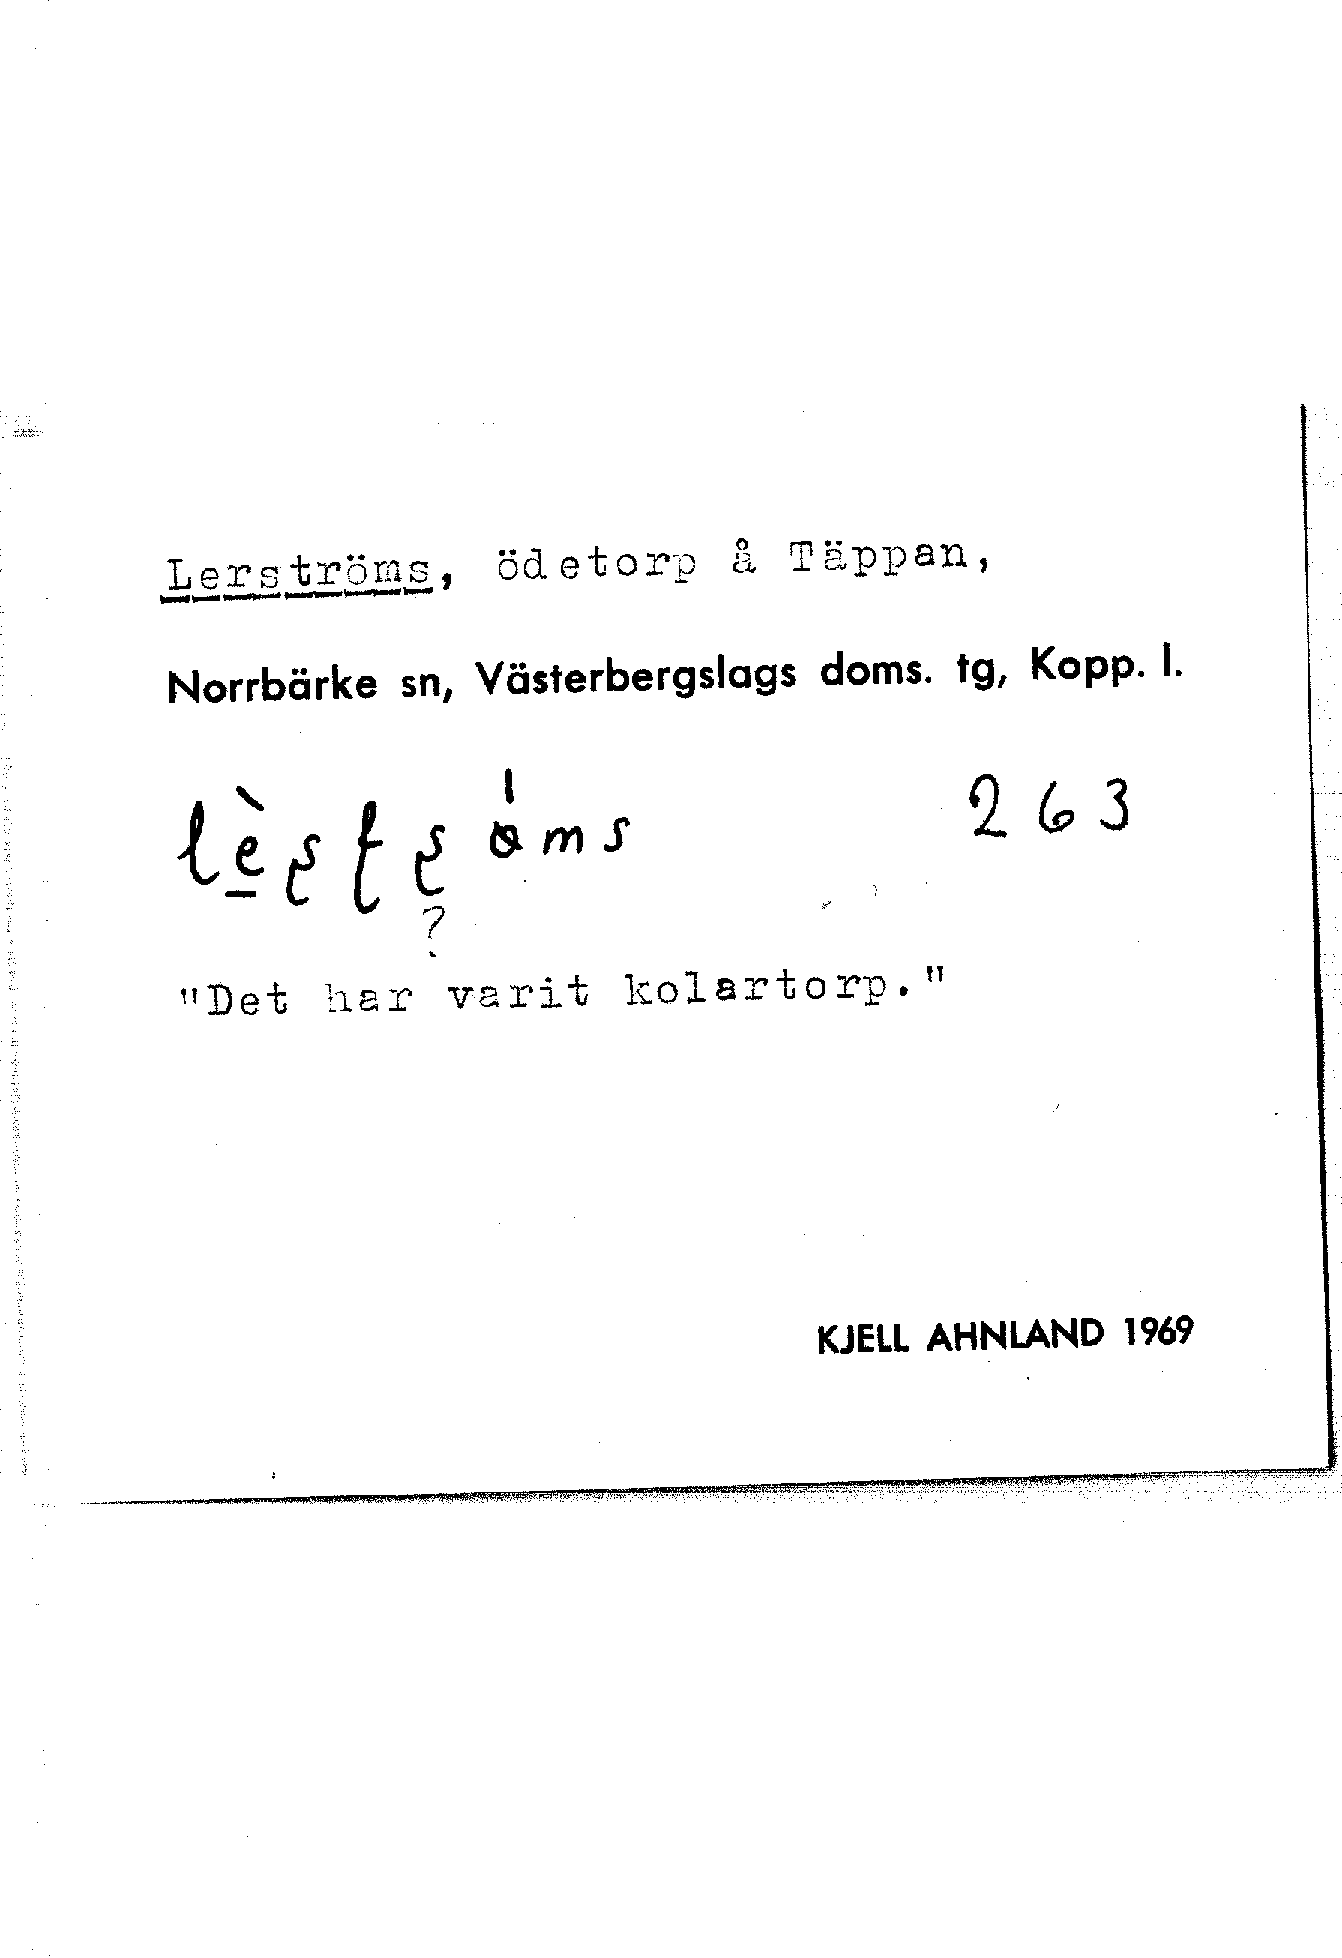 Lerströms, ödetorp å Täppan,
Norrbärke sn, Västerbergslags doms. tg, Kopp. l.
263
?
"Det har varit kolartorp."
KJELL AHNLAND 1969